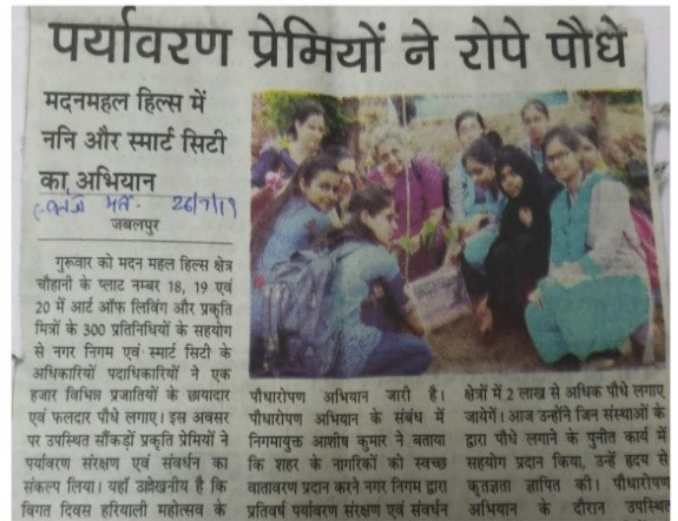 पर्यावरण प्रेमियों ने रोपे पौधे
मदनमहल हिल्स में
ननि और स्मार्ट सिटी
का अभियान
26/7/19
जबलपुर
गुरूवार को मदन महल हिल्स क्षेत्र
चौहानी के प्लाट नम्बर 18, 19 एवं
20 में आर्ट ऑफ लिविंग और प्रकृति
मित्रों के 300 प्रतिनिधियों के सहयोग
से नगर निगम एवं स्मार्ट सिटी के
अधिकारियों पदाधिकारियों ने एक
हजार विभिन्न प्रजातियों के छायादार
एवं फलदार पौधे लगाए। इस अवसर
पर उपस्थित सौंकड़ों प्रकृति प्रेमियों ने
पर्यावरण संरक्षण एवं संवर्धन का
संकल्प लिया। यहाँ उल्लेखनीय है कि
विगत दिवस हरियाली महोत्सव के
पौधारोपण अभियान जारी है।
पौधारोपण अभियान के संबंध में
निगमायुक्त आशीष कुमार ने बताया
कि शहर के नागरिकों को स्वच्छ
वातावरण प्रदान करने नगर निगम द्वारा
प्रतिवर्ष पर्यावरण संरक्षण एवं संवर्धन
क्षेत्रों में 2 लाख से अधिक पौधे लगाए
जायेगें। आज उन्होंने जिन संस्थाओं के
द्वारा पौधे लगाने के पुनीत कार्य में
सहयोग प्रदान किया, उन्हें हृदय से
कृतज्ञता ज्ञापित की। पौधारोपण
अभियान के दौरान उपस्थित